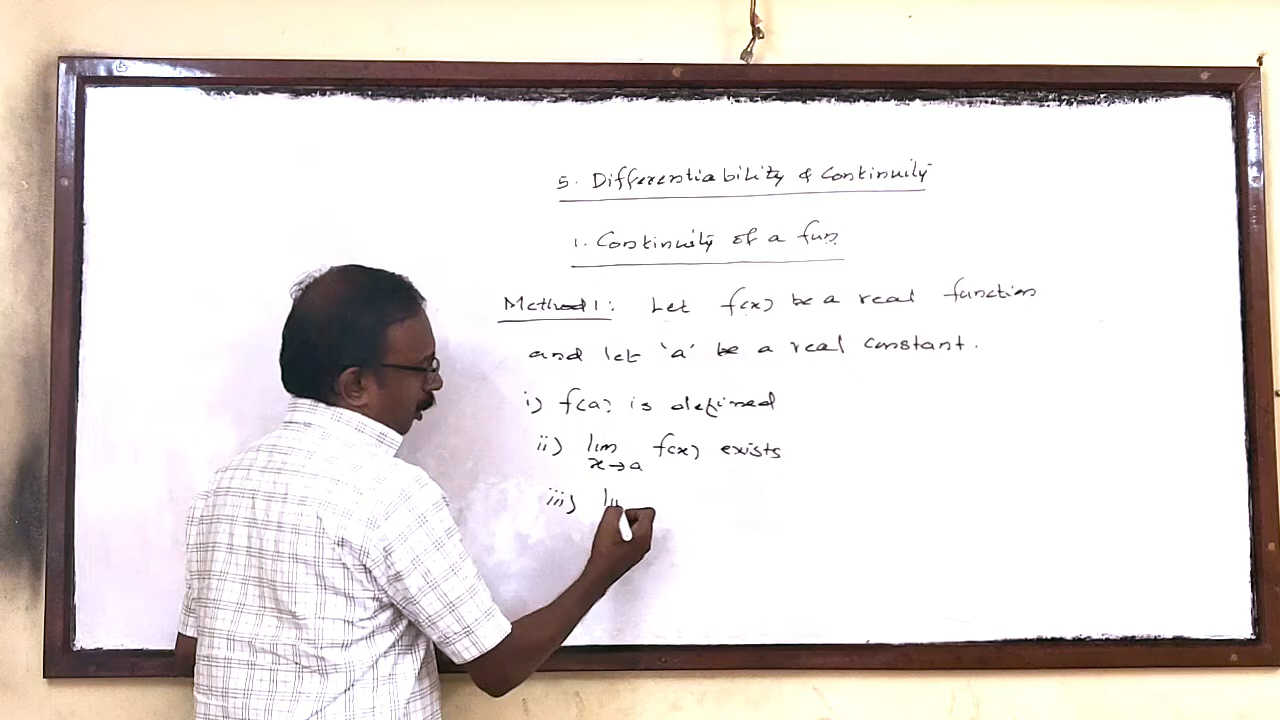 5. Differentiability & Continuity
1. Continuity of a fun
Method 1: Let f(x) be a real function
and let 'a' be a real constant.
i) f(a) is defined
ii) lim f(x) exists
x→a
iii) li